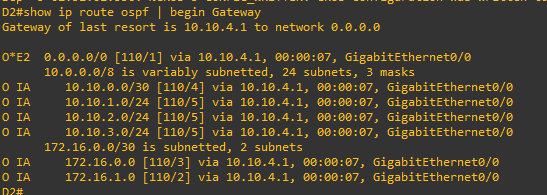 D2#show ip route ospf | begin Gateway
Gateway of last resort is 10.10.4.1 to network 0.0.0.0
O*E2  0.0.0.0/0 [110/1] via 10.10.4.1, 00:00:07, GigabitEthernet0/0
      10.0.0.0/8 is variably subnetted, 24 subnets, 3 masks
O IA     10.10.0.0/30 [110/4] via 10.10.4.1, 00:00:07, GigabitEthernet0/0
O IA     10.10.1.0/24 [110/5] via 10.10.4.1, 00:00:07, GigabitEthernet0/0
O IA     10.10.2.0/24 [110/5] via 10.10.4.1, 00:00:07, GigabitEthernet0/0
O IA     10.10.3.0/24 [110/5] via 10.10.4.1, 00:00:07, GigabitEthernet0/0
      172.16.0.0/30 is subnetted, 2 subnets
O IA     172.16.0.0 [110/3] via 10.10.4.1, 00:00:07, GigabitEthernet0/0
O IA     172.16.1.0 [110/2] via 10.10.4.1, 00:00:07, GigabitEthernet0/0
D2#